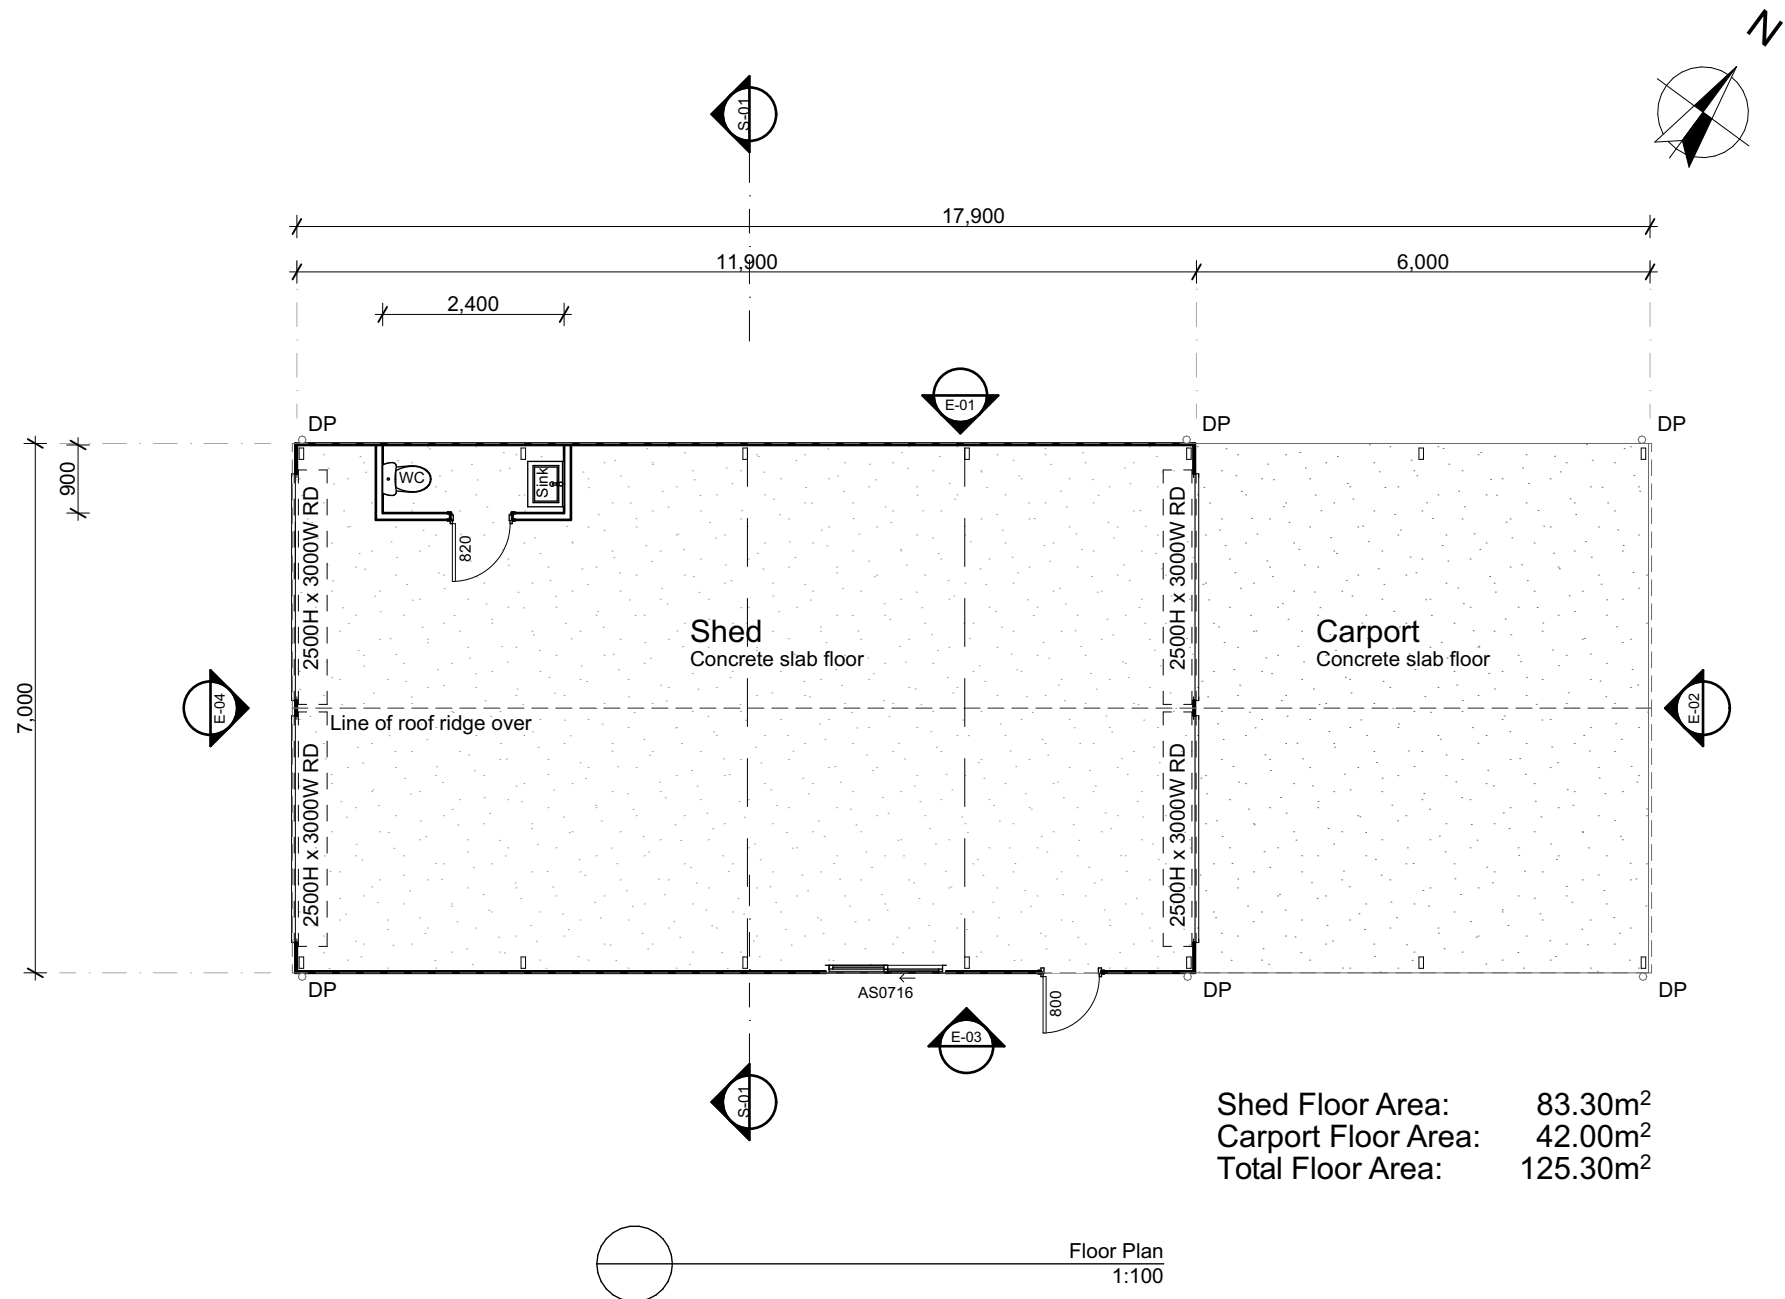 N
S-01
17,900
11,900
6,000
2,400
E-01
DP
DP
DP
900
WC
Sink
820
2500H x 3000W RD
2500H x 3000W RD
Shed
Concrete slab floor
Carport
Concrete slab floor
7,000
E-04
E-02
Line of roof ridge over
2500H x 3000W RD
2500H x 3000W RD
DP
AS0716
800
DP
DP
E-03
S-01
Shed Floor Area: 83.30m²
Carport Floor Area: 42.00m²
Total Floor Area: 125.30m²
Floor Plan
1:100